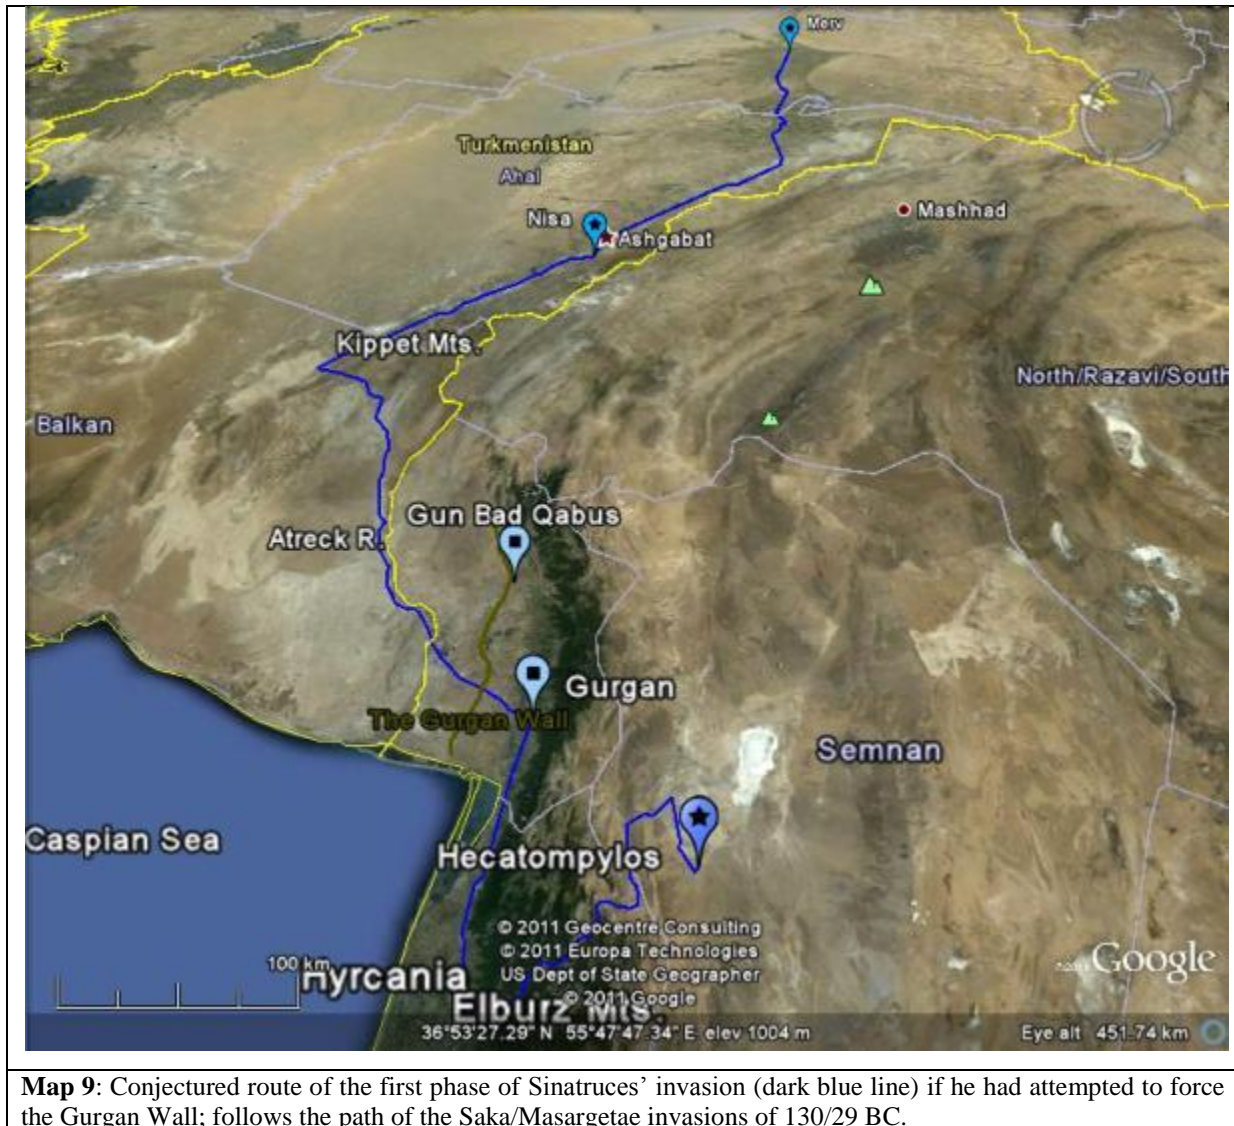 Merv
Turkmenistan
Ahal
Nisa
Ashgabat
Mashhad
Kippet Mts.
North/Razavi/South
Balkan
Gun Bad Qabus
Atreck R.
Gurgan
The Gurgan Wall
Semnan
Caspian Sea
Hecatompylos
© 2011 Geocentre Consulting
© 2011 Europa Technologies
US Dept of State Geographer
© 2011 Google
Google
100 km
Hyrcania
Elburz Mts.
36°53'27.29" N 55°47'47.34" E elev 1004 m
Eye alt 451.74 km
Map 9: Conjectured route of the first phase of Sinatruces’ invasion (dark blue line) if he had attempted to force
the Gurgan Wall; follows the path of the Saka/Masargetae invasions of 130/29 BC.